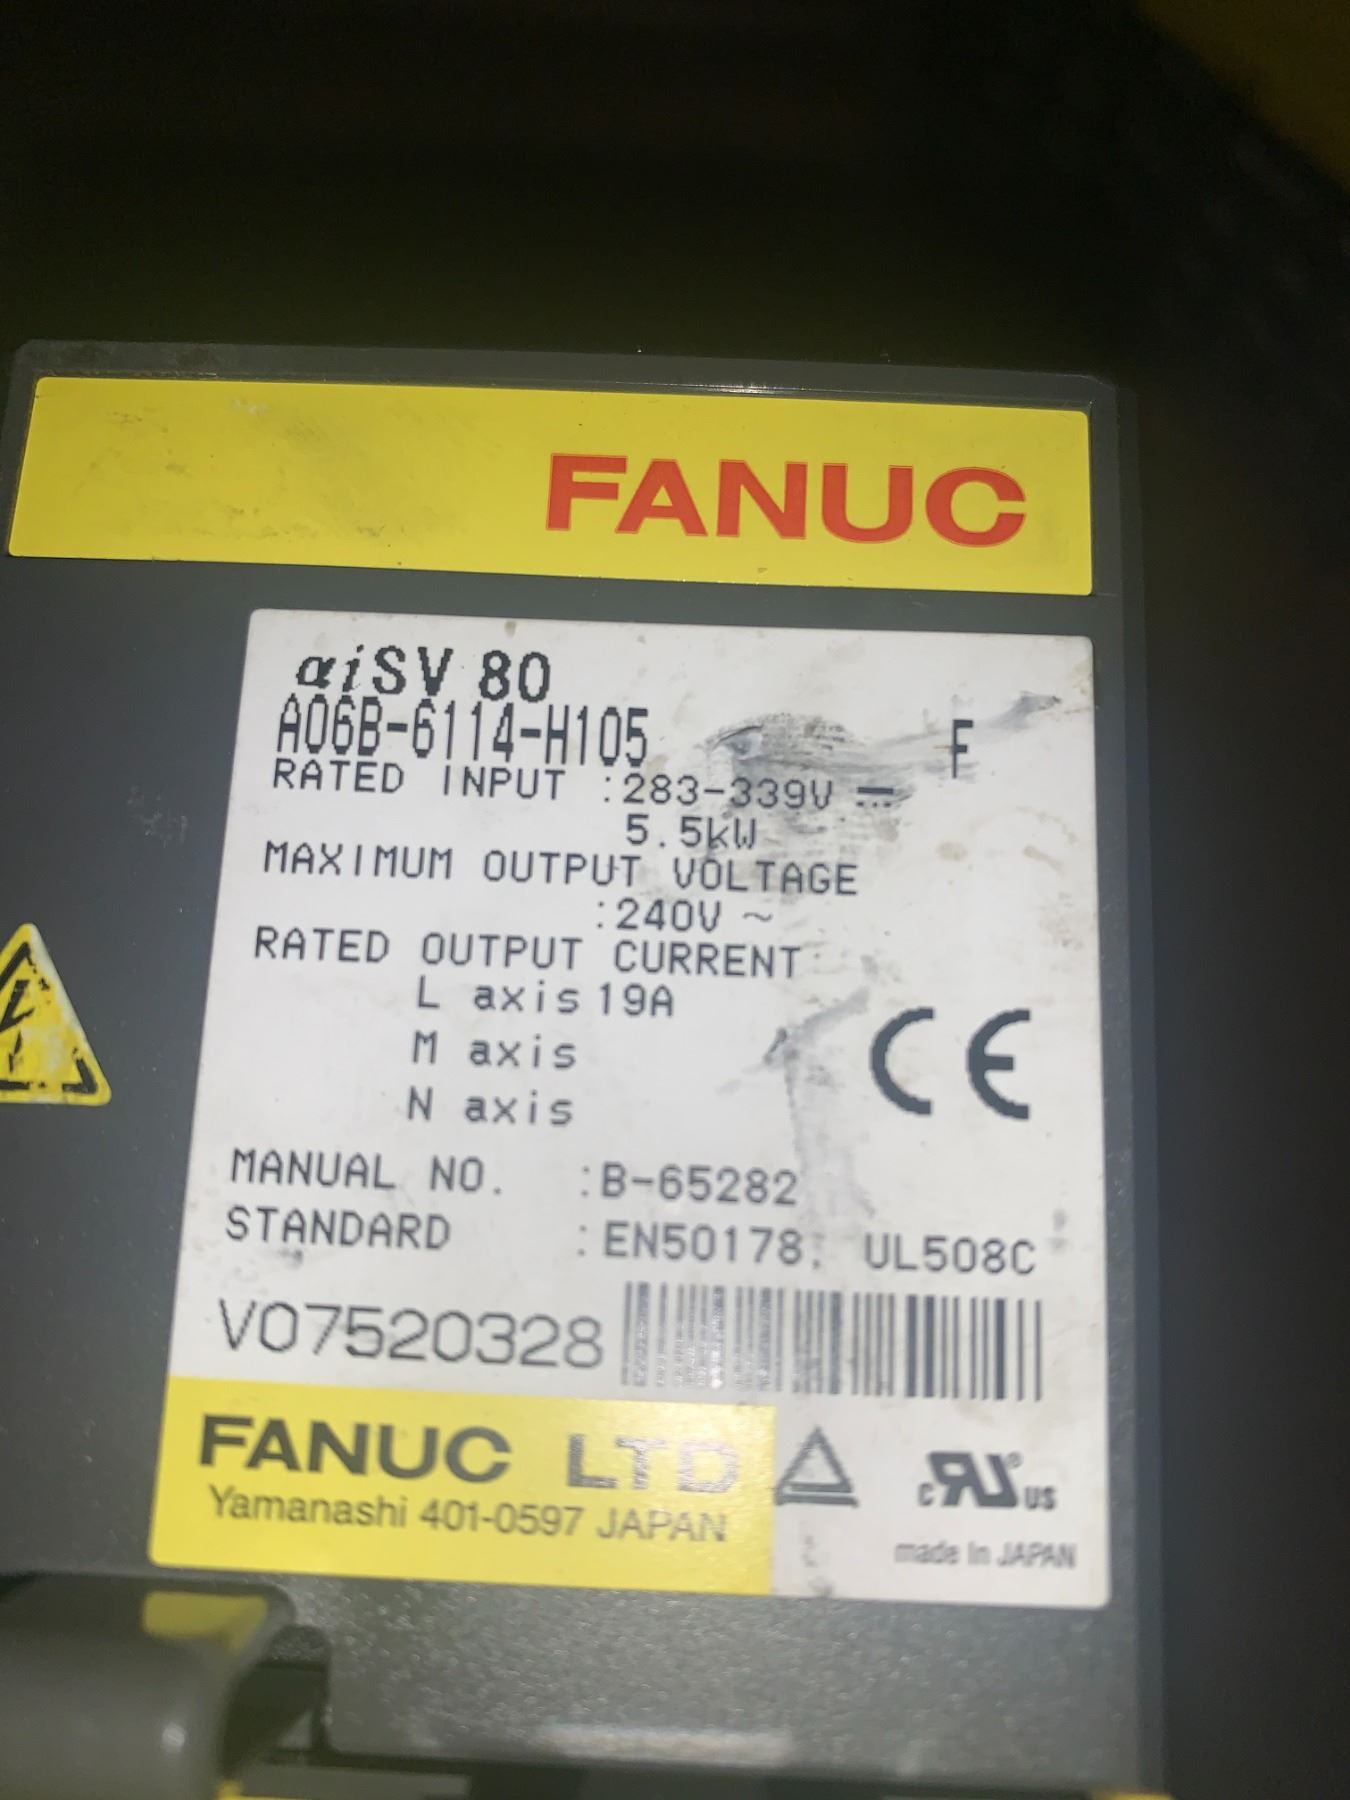 FANUC
αiSV 80
A06B-6114-H105 F
RATED INPUT :283-339V ⎓
5.5kW
MAXIMUM OUTPUT VOLTAGE
:240V ~
RATED OUTPUT CURRENT
L axis 19A
M axis
N axis
CE
MANUAL NO. :B-65282
STANDARD :EN50178, UL508C
V07520328
FANUC LTD
Yamanashi 401-0597 JAPAN
c RU ® US
made in JAPAN